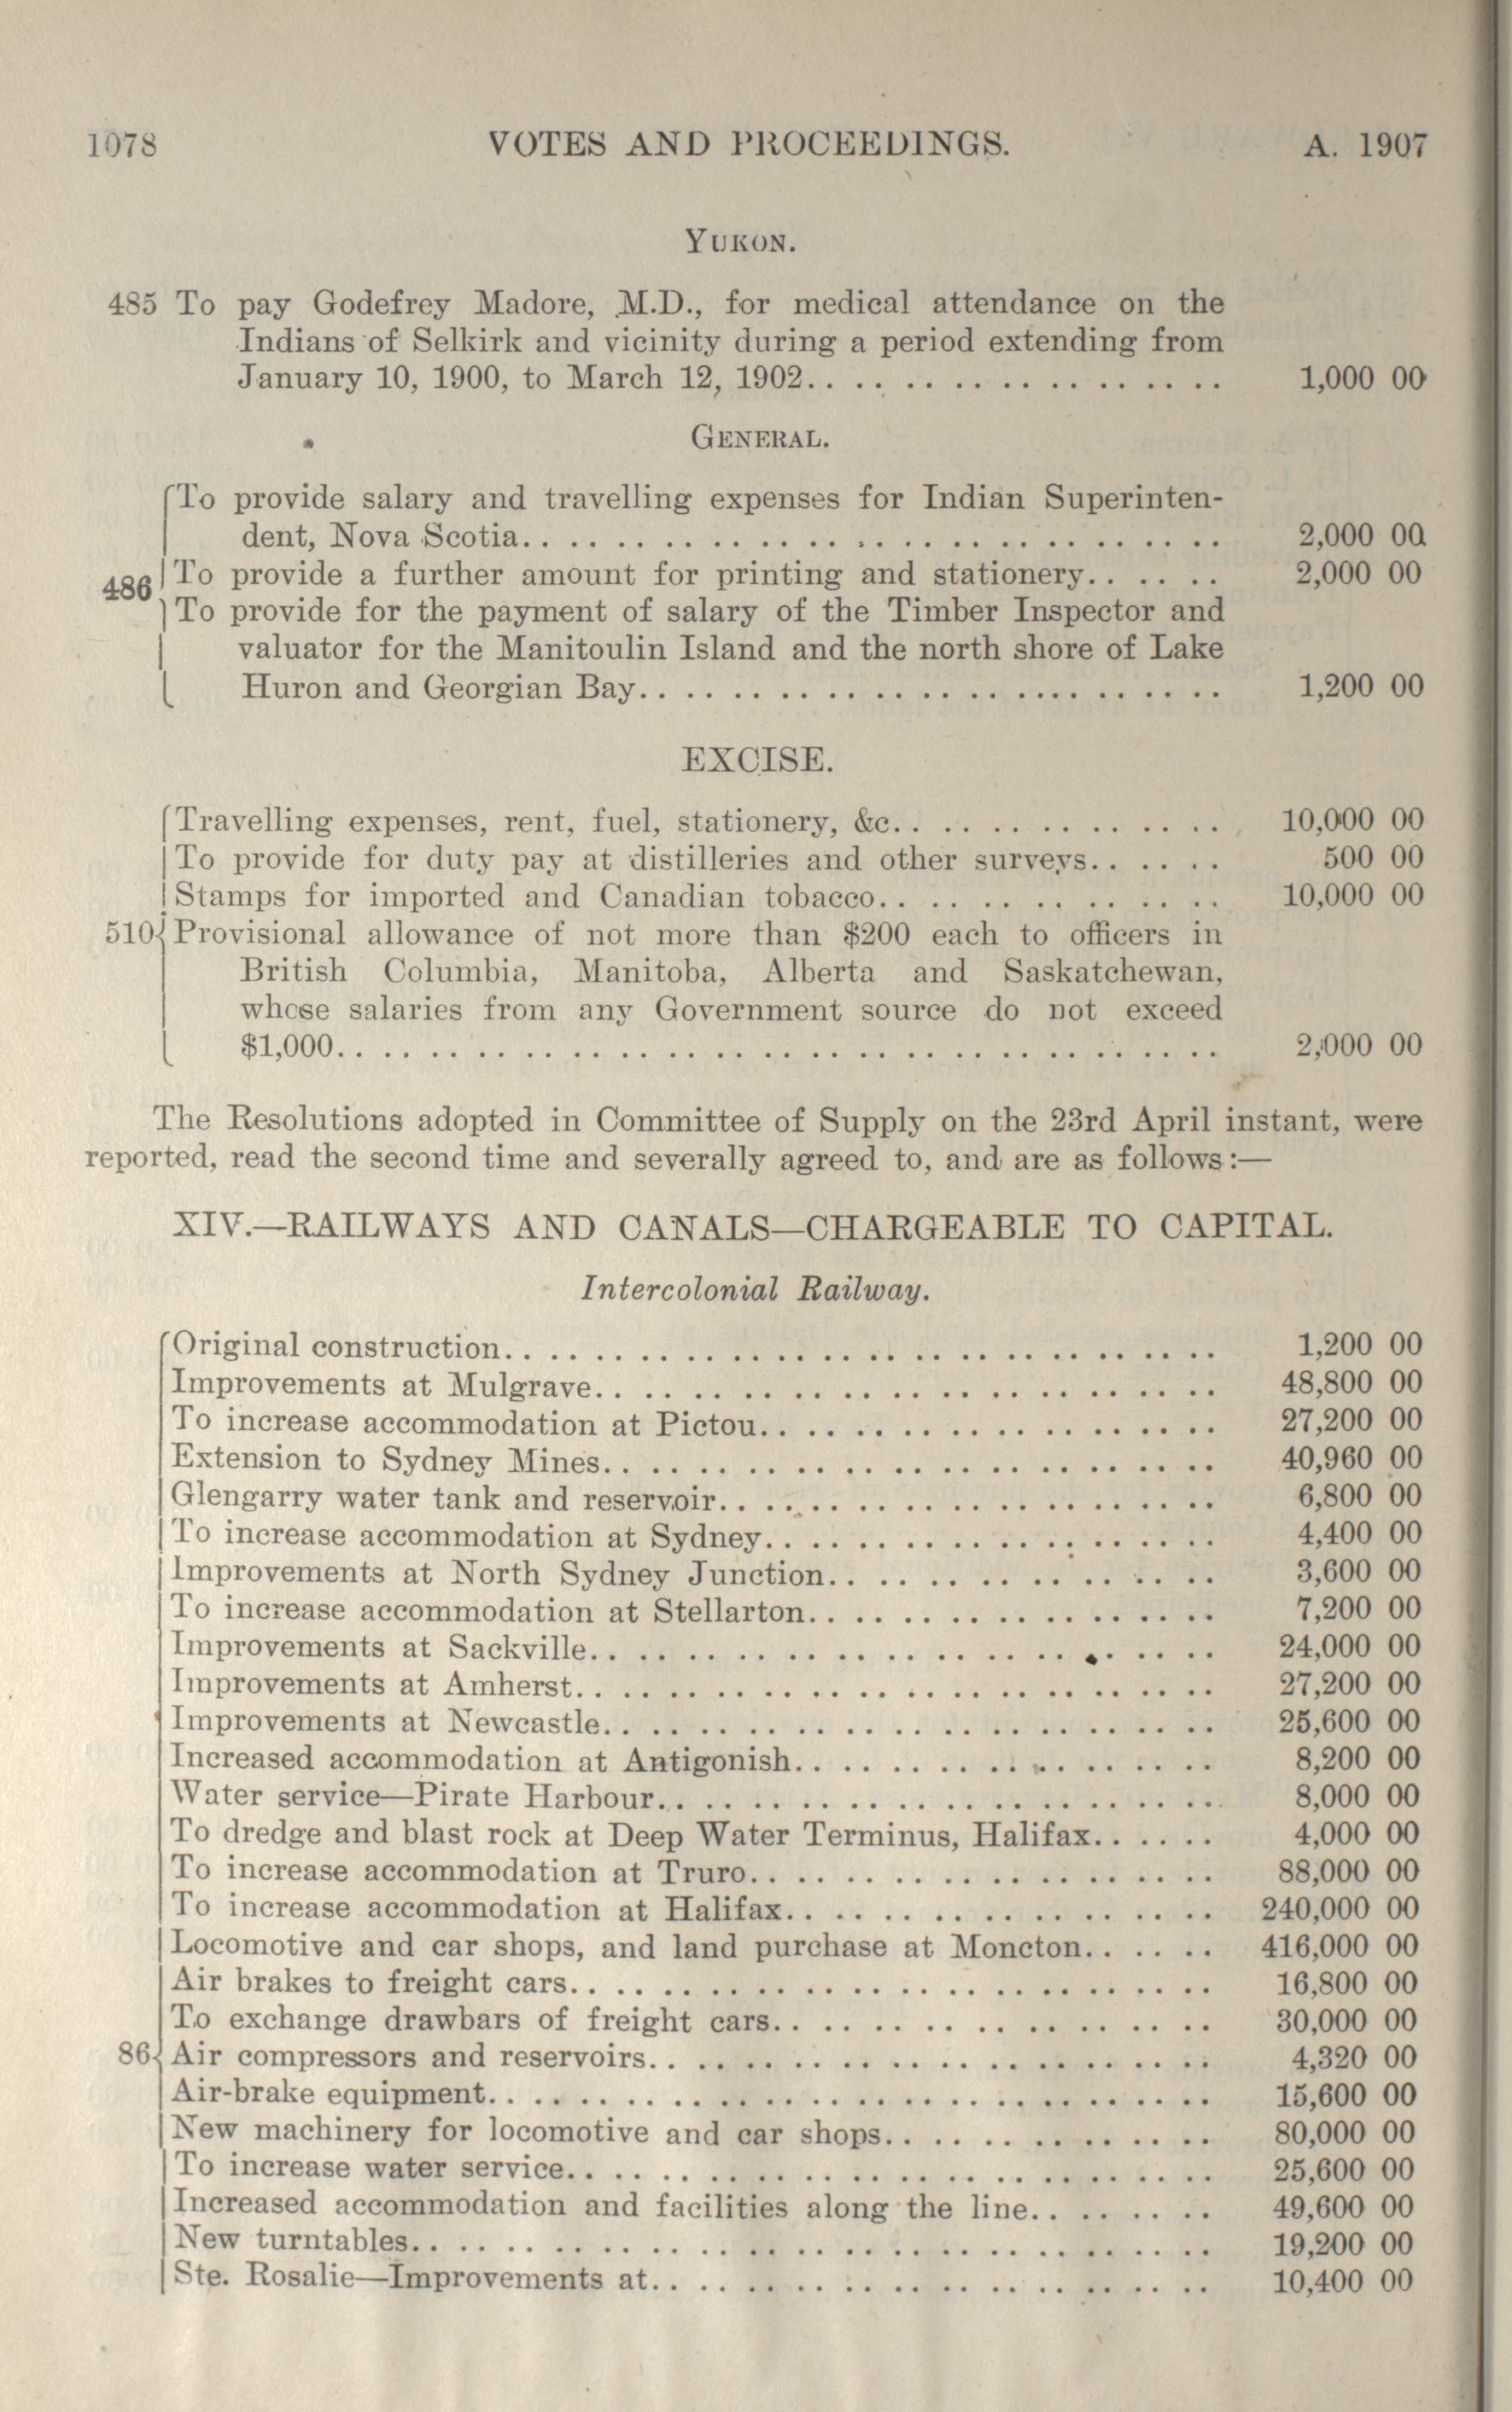 1078 VOTES AND PROCEEDINGS. A. 1907
YUKON.
485 To pay Godefrey Madore, M.D., for medical attendance on the
Indians of Selkirk and vicinity during a period extending from
January 10, 1900, to March 12, 1902. . . . . . . . . . . . . . . . . . 1,000 00
GENERAL.
To provide salary and travelling expenses for Indian Superinten-
dent, Nova Scotia. . . . . . . . . . . . . . . . . . . . . . . . . . . . . . 2,000 00
486 To provide a further amount for printing and stationery. . . . . . 2,000 00
To provide for the payment of salary of the Timber Inspector and
valuator for the Manitoulin Island and the north shore of Lake
Huron and Georgian Bay. . . . . . . . . . . . . . . . . . . . . . . . . 1,200 00
EXCISE.
Travelling expenses, rent, fuel, stationery, &c. . . . . . . . . . . . . . . 10,000 00
To provide for duty pay at distilleries and other surveys. . . . . . 500 00
Stamps for imported and Canadian tobacco. . . . . . . . . . . . . . . 10,000 00
510 Provisional allowance of not more than $200 each to officers in
British Columbia, Manitoba, Alberta and Saskatchewan,
whose salaries from any Government source do not exceed
$1,000. . . . . . . . . . . . . . . . . . . . . . . . . . . . . . . . . . . . . . 2,000 00
The Resolutions adopted in Committee of Supply on the 23rd April instant, were
reported, read the second time and severally agreed to, and are as follows:—
XIV.—RAILWAYS AND CANALS—CHARGEABLE TO CAPITAL.
Intercolonial Railway.
Original construction. . . . . . . . . . . . . . . . . . . . . . . . . . . . . . . 1,200 00
Improvements at Mulgrave. . . . . . . . . . . . . . . . . . . . . . . . . . . 48,800 00
To increase accommodation at Pictou. . . . . . . . . . . . . . . . . . . . 27,200 00
Extension to Sydney Mines. . . . . . . . . . . . . . . . . . . . . . . . . . 40,960 00
Glengarry water tank and reservoir. . . . . . . . . . . . . . . . . . . . . 6,800 00
To increase accommodation at Sydney. . . . . . . . . . . . . . . . . . . . 4,400 00
Improvements at North Sydney Junction. . . . . . . . . . . . . . . . . 3,600 00
To increase accommodation at Stellarton. . . . . . . . . . . . . . . . . . 7,200 00
Improvements at Sackville. . . . . . . . . . . . . . . . . . . . . . . . . . . 24,000 00
Improvements at Amherst. . . . . . . . . . . . . . . . . . . . . . . . . . . 27,200 00
Improvements at Newcastle. . . . . . . . . . . . . . . . . . . . . . . . . . 25,600 00
Increased accommodation at Antigonish. . . . . . . . . . . . . . . . . . 8,200 00
Water service—Pirate Harbour. . . . . . . . . . . . . . . . . . . . . . . . 8,000 00
To dredge and blast rock at Deep Water Terminus, Halifax. . . . . . 4,000 00
To increase accommodation at Truro. . . . . . . . . . . . . . . . . . . . 88,000 00
To increase accommodation at Halifax. . . . . . . . . . . . . . . . . . . 240,000 00
Locomotive and car shops, and land purchase at Moncton. . . . . . 416,000 00
Air brakes to freight cars. . . . . . . . . . . . . . . . . . . . . . . . . . . . 16,800 00
To exchange drawbars of freight cars. . . . . . . . . . . . . . . . . . . 30,000 00
86 Air compressors and reservoirs. . . . . . . . . . . . . . . . . . . . . . . . 4,320 00
Air-brake equipment. . . . . . . . . . . . . . . . . . . . . . . . . . . . . . . 15,600 00
New machinery for locomotive and car shops. . . . . . . . . . . . . . 80,000 00
To increase water service. . . . . . . . . . . . . . . . . . . . . . . . . . . . 25,600 00
Increased accommodation and facilities along the line. . . . . . . . 49,600 00
New turntables. . . . . . . . . . . . . . . . . . . . . . . . . . . . . . . . . . 19,200 00
Ste. Rosalie—Improvements at. . . . . . . . . . . . . . . . . . . . . . . . 10,400 00